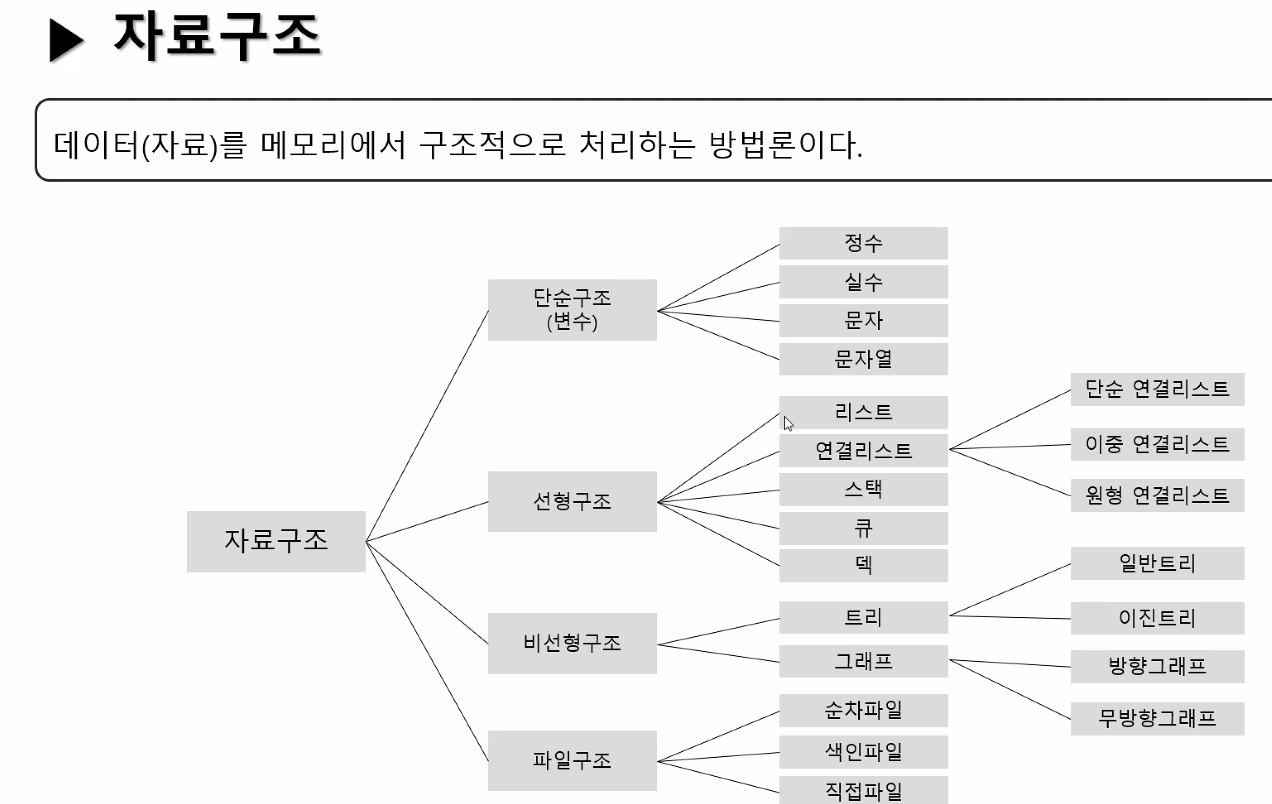 ▶ 자료구조
데이터(자료)를 메모리에서 구조적으로 처리하는 방법론이다.
자료구조
단순구조
(변수)
정수
실수
문자
문자열
선형구조
리스트
연결리스트
단순 연결리스트
이중 연결리스트
원형 연결리스트
스택
큐
덱
비선형구조
트리
일반트리
이진트리
그래프
방향그래프
무방향그래프
파일구조
순차파일
색인파일
직접파일